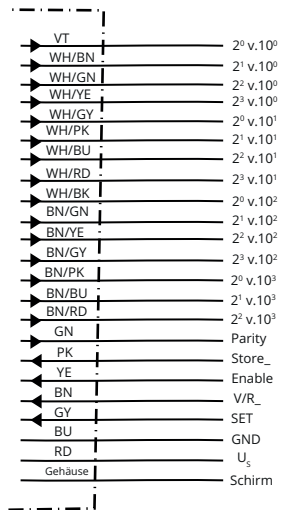 VT 2⁰ v.10⁰
WH/BN 2¹ v.10⁰
WH/GN 2² v.10⁰
WH/YE 2³ v.10⁰
WH/GY 2⁰ v.10¹
WH/PK 2¹ v.10¹
WH/BU 2² v.10¹
WH/RD 2³ v.10¹
WH/BK 2⁰ v.10²
BN/GN 2¹ v.10²
BN/YE 2² v.10²
BN/GY 2³ v.10²
BN/PK 2⁰ v.10³
BN/BU 2¹ v.10³
BN/RD 2² v.10³
GN Parity
PK Store_
YE Enable
BN V/R_
GY SET
BU GND
RD Uₛ
Gehäuse Schirm